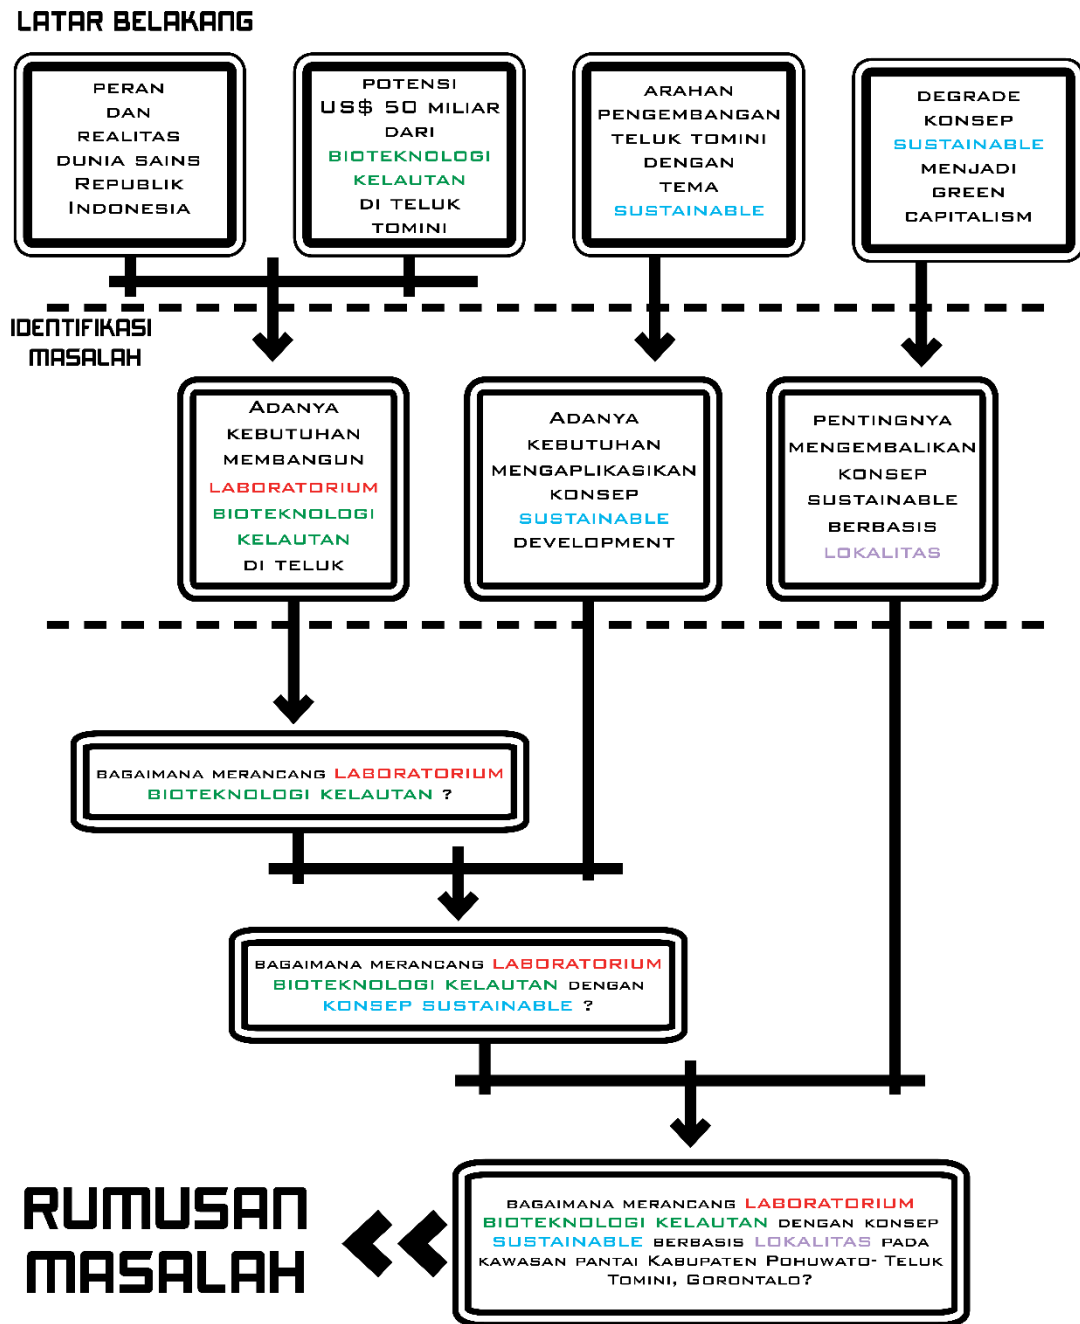 LATAR BELAKANG
PERAN
DAN
REALITAS
DUNIA SAINS
REPUBLIK
INDONESIA
POTENSI
US$ 50 MILIAR
DARI
BIOTEKNOLOGI
KELAUTAN
DI TELUK
TOMINI
ARAHAN
PENGEMBANGAN
TELUK TOMINI
DENGAN
TEMA
SUSTAINABLE
DEGRADE
KONSEP
SUSTAINABLE
MENJADI
GREEN
CAPITALISM
IDENTIFIKASI
MASALAH
ADANYA
KEBUTUHAN
MEMBANGUN
LABORATORIUM
BIOTEKNOLOGI
KELAUTAN
DI TELUK
ADANYA
KEBUTUHAN
MENGAPLIKASIKAN
KONSEP
SUSTAINABLE
DEVELOPMENT
PENTINGNYA
MENGEMBALIKAN
KONSEP
SUSTAINABLE
BERBASIS
LOKALITAS
BAGAIMANA MERANCANG LABORATORIUM
BIOTEKNOLOGI KELAUTAN ?
BAGAIMANA MERANCANG LABORATORIUM
BIOTEKNOLOGI KELAUTAN DENGAN
KONSEP SUSTAINABLE ?
RUMUSAN
MASALAH
BAGAIMANA MERANCANG LABORATORIUM
BIOTEKNOLOGI KELAUTAN DENGAN KONSEP
SUSTAINABLE BERBASIS LOKALITAS PADA
KAWASAN PANTAI KABUPATEN POHUWATO- TELUK
TOMINI, GORONTALO?